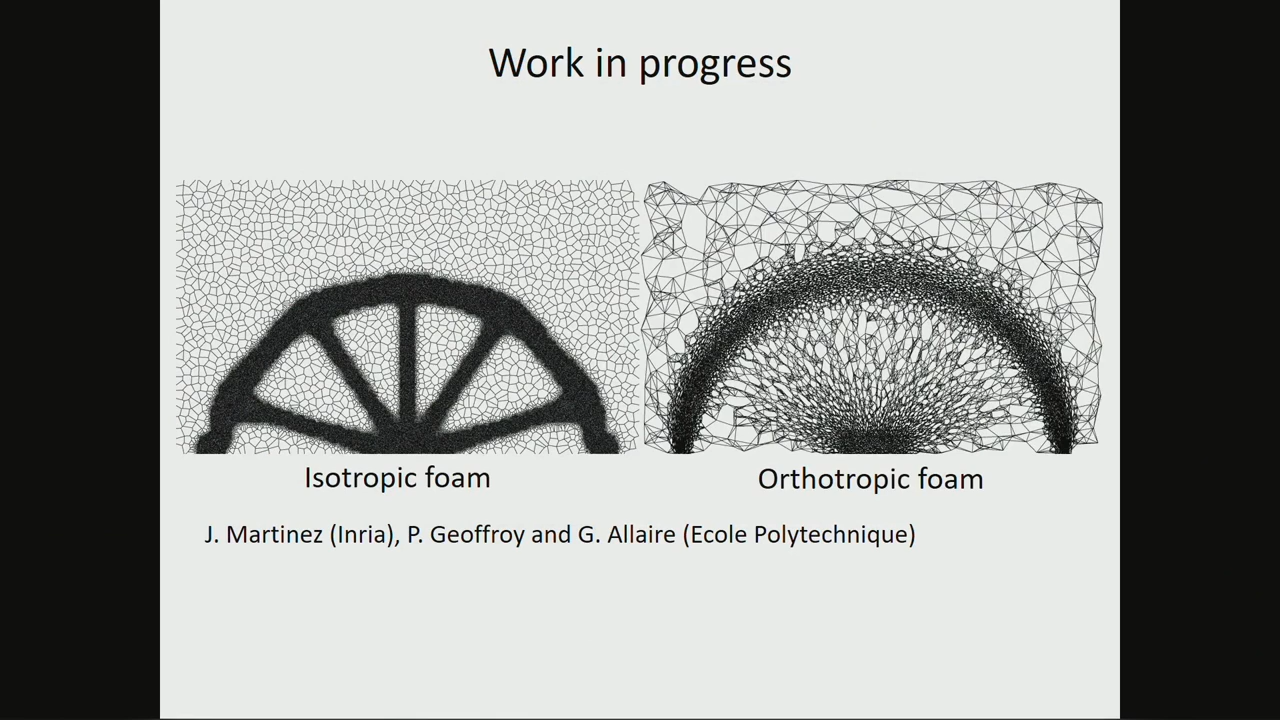 Work in progress
Isotropic foam
Orthotropic foam
J. Martinez (Inria), P. Geoffroy and G. Allaire (Ecole Polytechnique)